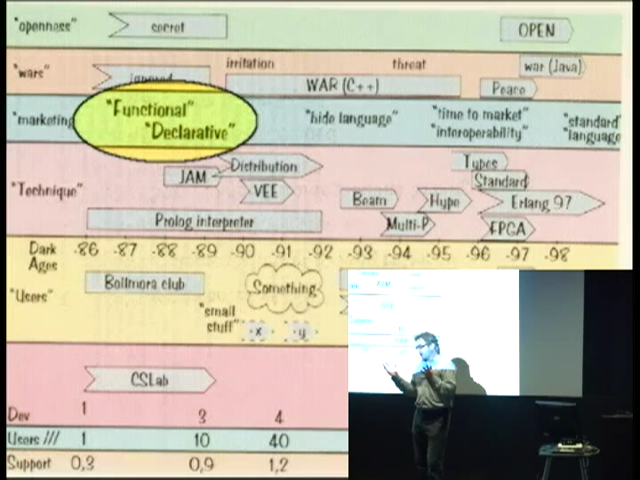 "openness" secret OPEN
irritation threat war (Java)
"wars" ignored WAR (C++) Peace
"marketing "Functional" "hide language" "time to market" "standard
"Declarative" "interoperability" "language
Distribution Types
JAM VEE Standard
"Technique" Beam Hype Erlang 97
Prolog interpreter Multi-P FPGA
Dark Ages -86 -87 -88 -89 -90 -91 -92 -93 -94 -95 -96 -97 -98
Bollmora club Something
"Users" "small stuff" x y
CSLab
Dev 1 3 4
Users /// 1 10 40
Support 0,3 0,9 1,2